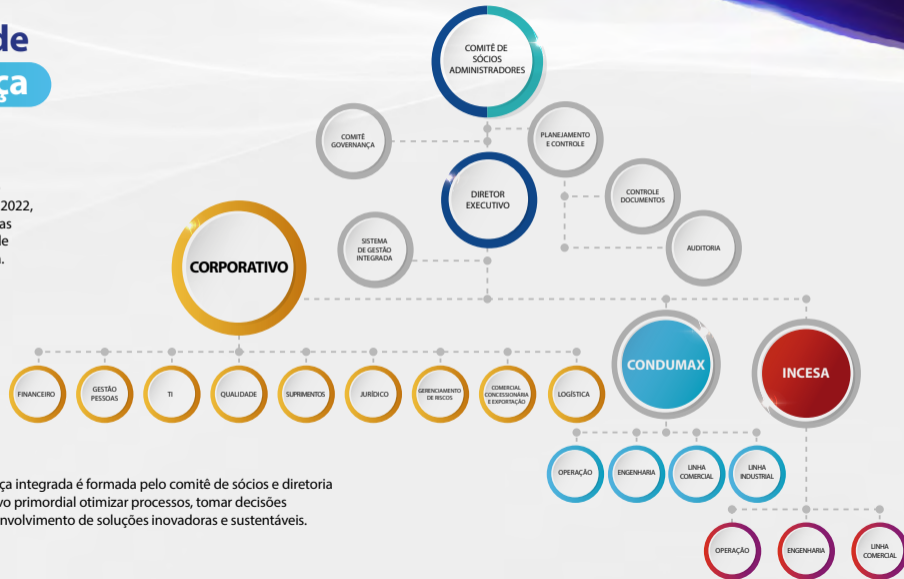 de
ça
2022,
as
de
.
COMITÊ DE
SÓCIOS
ADMINISTRADORES
COMITÊ
GOVERNANÇA
PLANEJAMENTO
E CONTROLE
DIRETOR
EXECUTIVO
CONTROLE
DOCUMENTOS
SISTEMA
DE GESTÃO
INTEGRADA
AUDITORIA
CORPORATIVO
CONDUMAX
INCESA
FINANCEIRO
GESTÃO
PESSOAS
TI
QUALIDADE
SUPRIMENTOS
JURÍDICO
GERENCIAMENTO
DE RISCOS
COMERCIAL
CONCESSIONÁRIA
E EXPORTAÇÃO
LOGÍSTICA
OPERAÇÃO
ENGENHARIA
LINHA
COMERCIAL
LINHA
INDUSTRIAL
OPERAÇÃO
ENGENHARIA
LINHA
COMERCIAL
ça integrada é formada pelo comitê de sócios e diretoria
vo primordial otimizar processos, tomar decisões
nvolvimento de soluções inovadoras e sustentáveis.